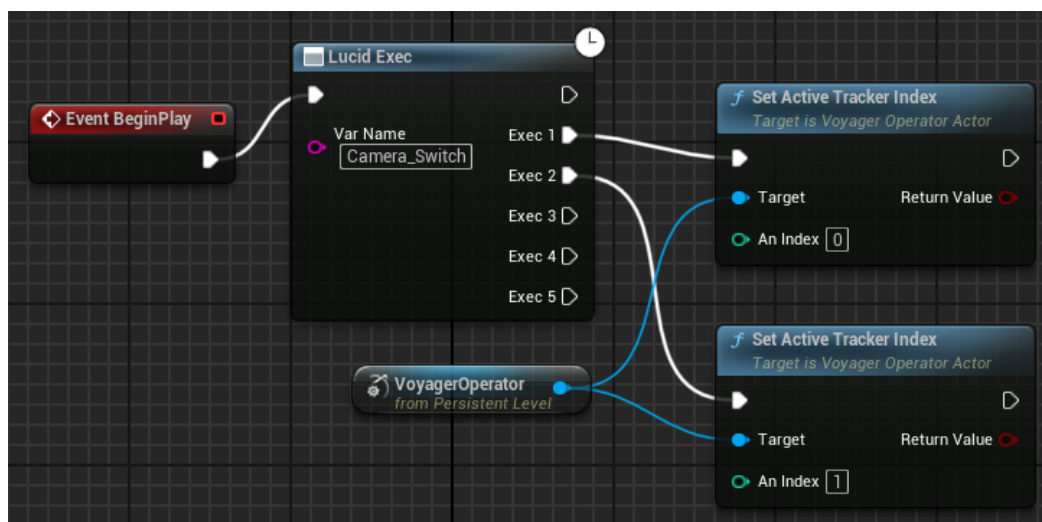 Event BeginPlay
Lucid Exec
Var Name
Camera_Switch
Exec 1
Exec 2
Exec 3
Exec 4
Exec 5
VoyagerOperator
from Persistent Level
f Set Active Tracker Index
Target is Voyager Operator Actor
Target
Return Value
An Index 0
f Set Active Tracker Index
Target is Voyager Operator Actor
Target
Return Value
An Index 1